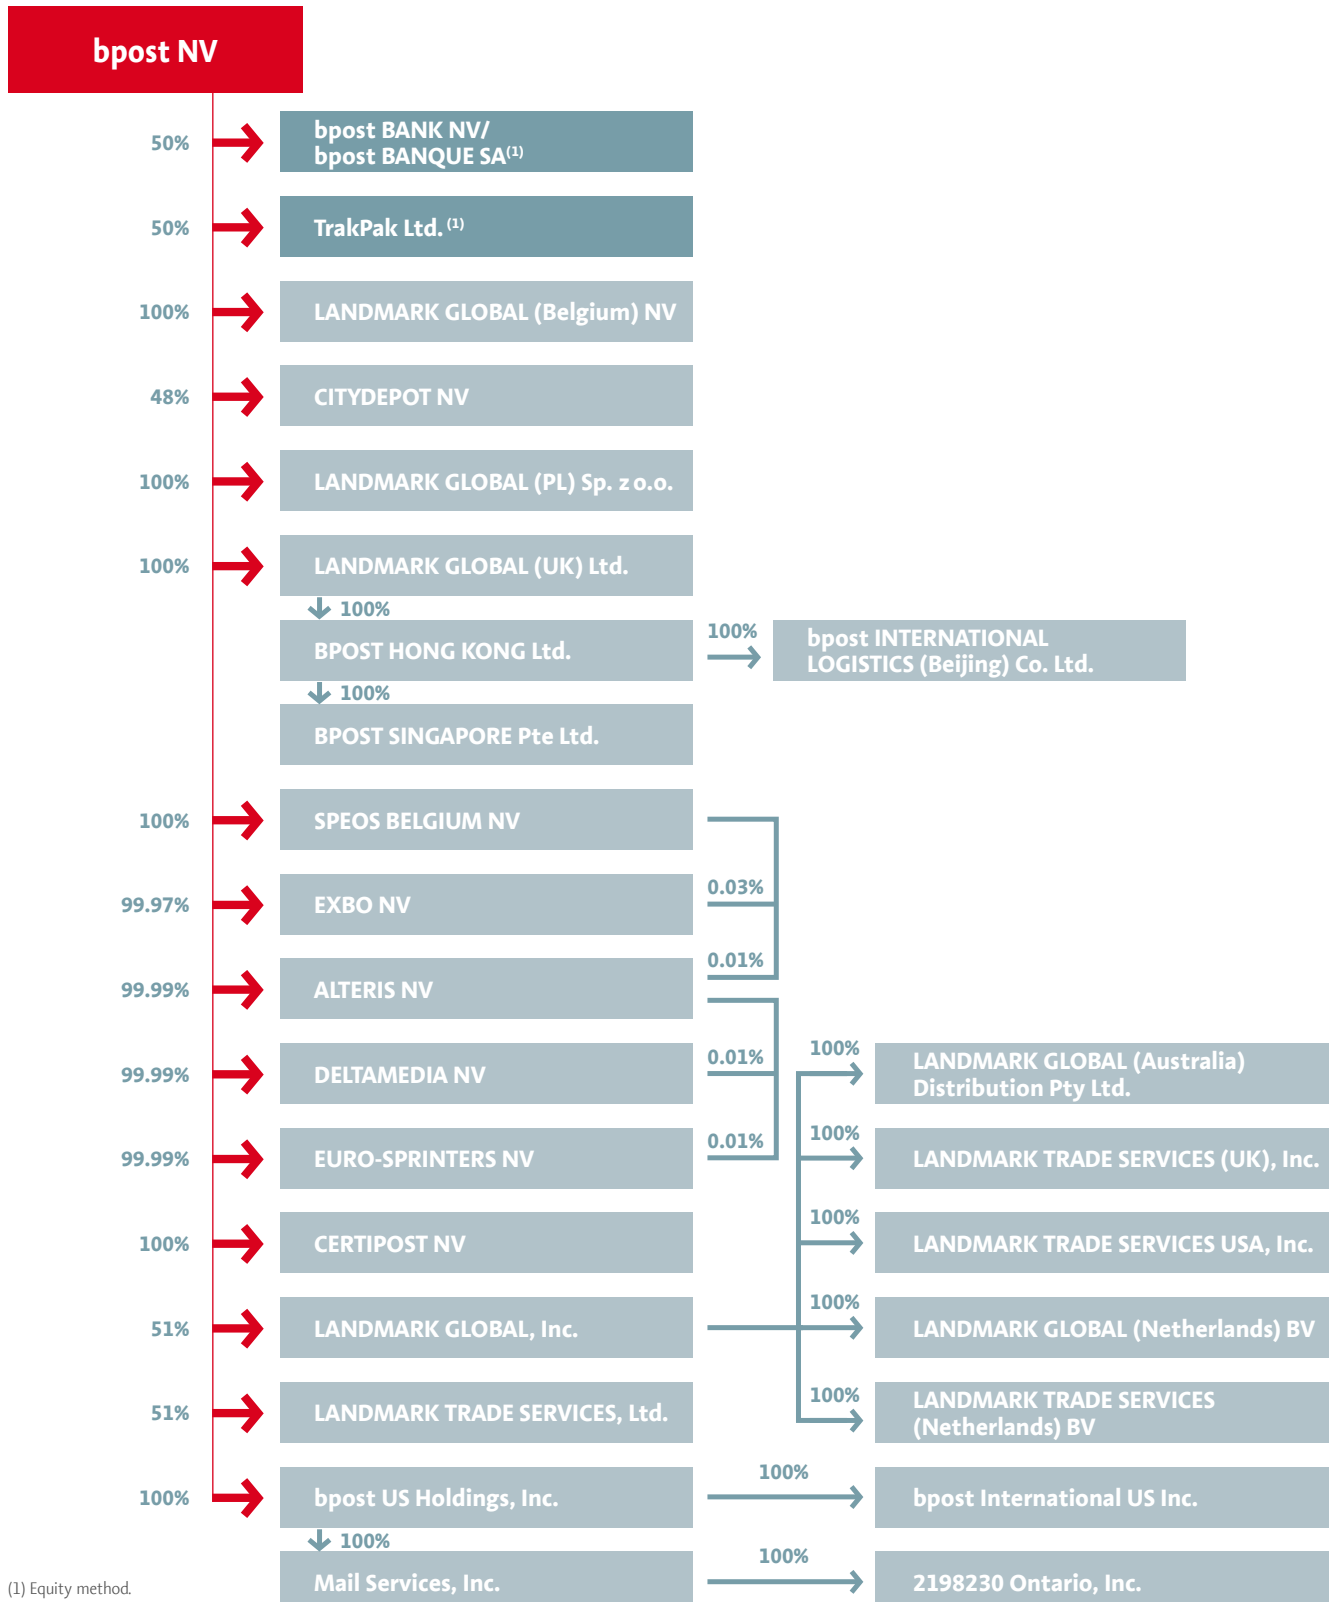 bpost NV
50%
bpost BANK NV/
bpost BANQUE SA(1)
50%
TrakPak Ltd. (1)
100%
LANDMARK GLOBAL (Belgium) NV
48%
CITYDEPOT NV
100%
LANDMARK GLOBAL (PL) Sp. z o.o.
100%
LANDMARK GLOBAL (UK) Ltd.
100%
BPOST HONG KONG Ltd.
100%
bpost INTERNATIONAL
LOGISTICS (Beijing) Co. Ltd.
100%
BPOST SINGAPORE Pte Ltd.
100%
SPEOS BELGIUM NV
99.97%
EXBO NV
0.03%
0.01%
99.99%
ALTERIS NV
99.99%
DELTAMEDIA NV
0.01%
100%
LANDMARK GLOBAL (Australia)
Distribution Pty Ltd.
99.99%
EURO-SPRINTERS NV
0.01%
100%
LANDMARK TRADE SERVICES (UK), Inc.
100%
CERTIPOST NV
100%
LANDMARK TRADE SERVICES USA, Inc.
51%
LANDMARK GLOBAL, Inc.
100%
LANDMARK GLOBAL (Netherlands) BV
51%
LANDMARK TRADE SERVICES, Ltd.
100%
LANDMARK TRADE SERVICES
(Netherlands) BV
100%
bpost US Holdings, Inc.
100%
bpost International US Inc.
100%
Mail Services, Inc.
100%
2198230 Ontario, Inc.
(1) Equity method.